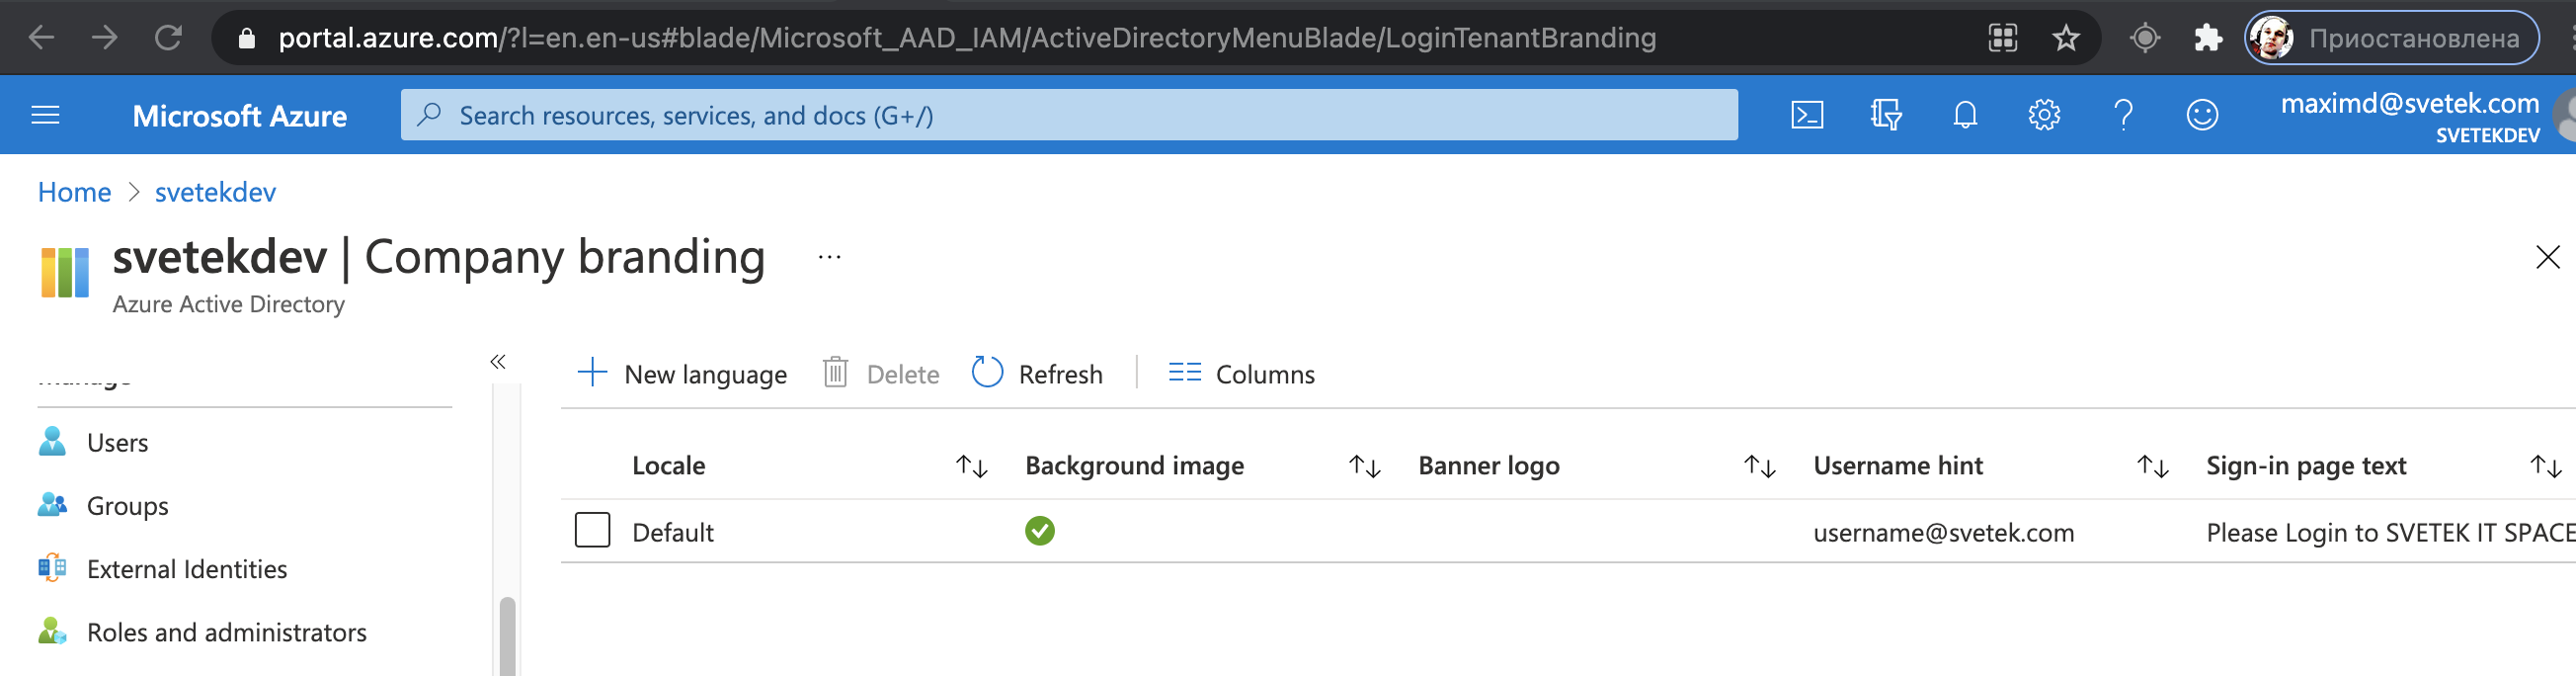 portal.azure.com/?l=en.en-us#blade/Microsoft_AAD_IAM/ActiveDirectoryMenuBlade/LoginTenantBranding
Приостановлена
Microsoft Azure
Search resources, services, and docs (G+/)
maximd@svetek.com
SVETEKDEV
Home > svetekdev
svetekdev | Company branding ...
Azure Active Directory
New language Delete Refresh Columns
Users
Groups
External Identities
Roles and administrators
Locale Background image Banner logo Username hint Sign-in page text
Default username@svetek.com Please Login to SVETEK IT SPACE